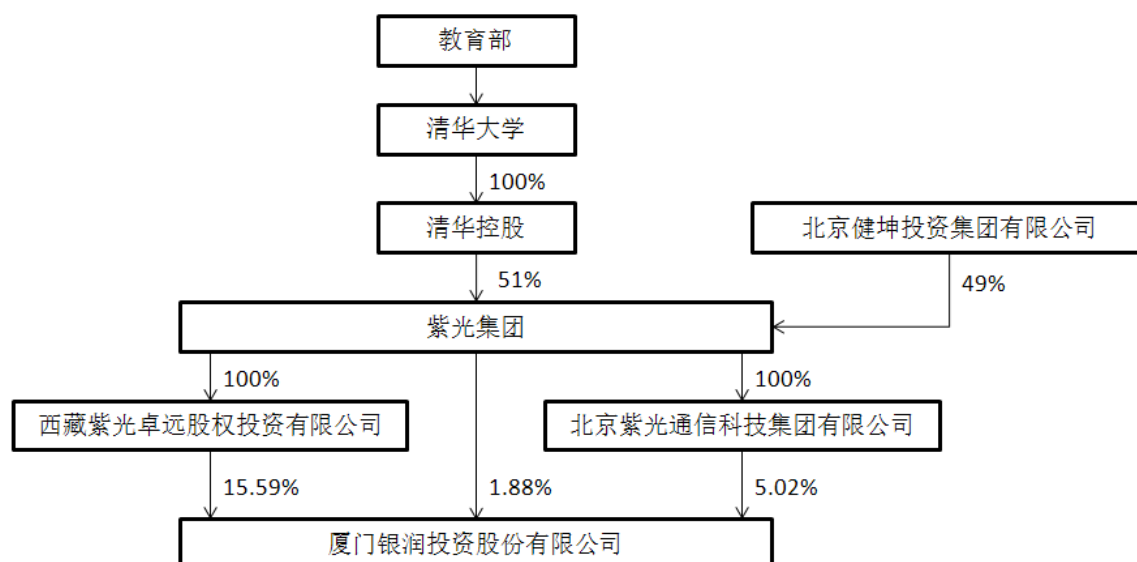 教育部
清华大学
100%
清华控股
北京健坤投资集团有限公司
51%
49%
紫光集团
100%
100%
西藏紫光卓远股权投资有限公司
北京紫光通信科技集团有限公司
15.59%
1.88%
5.02%
厦门银润投资股份有限公司